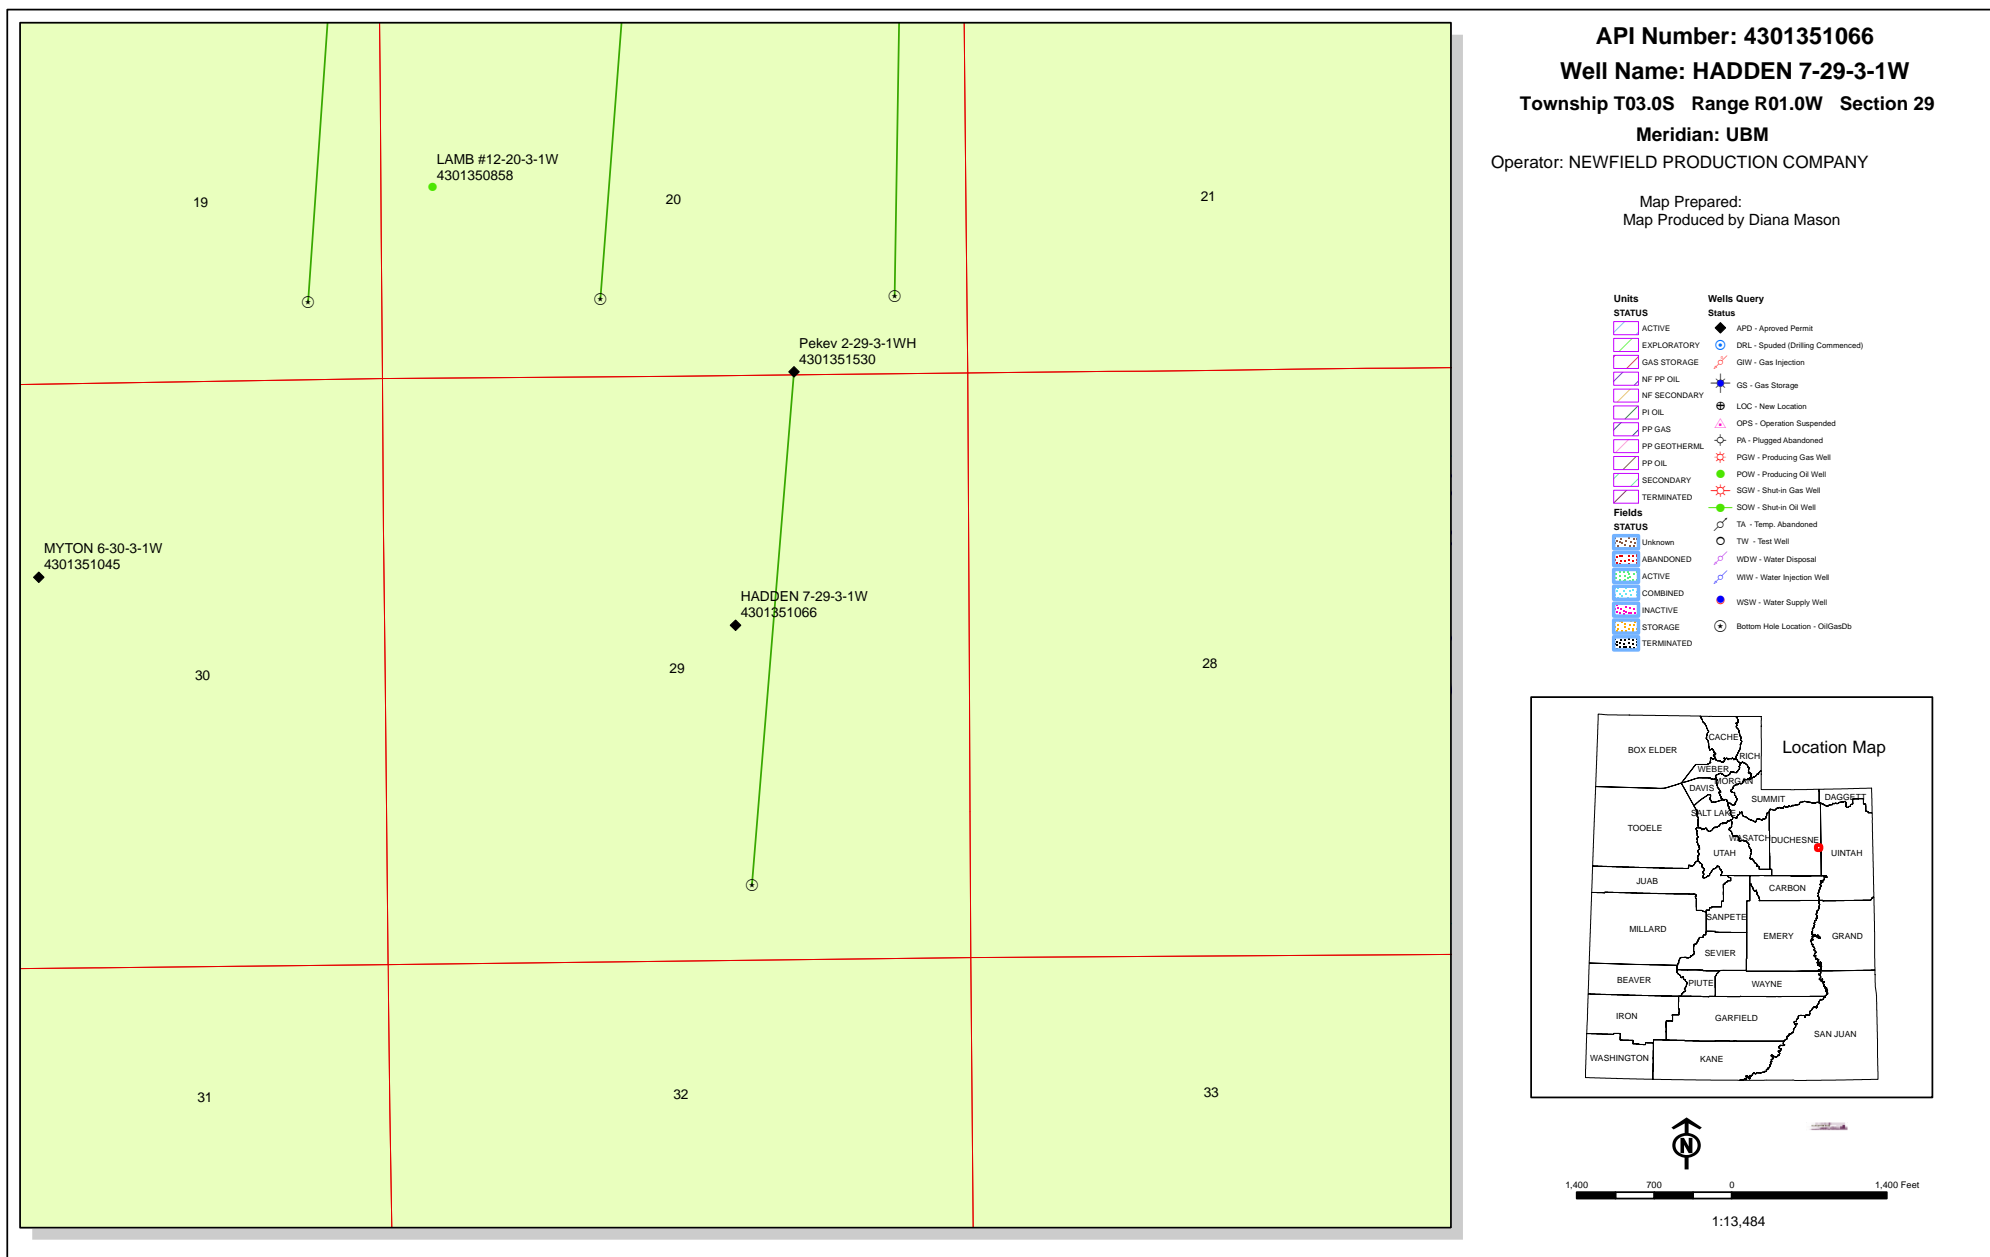 API Number: 4301351066
Well Name: HADDEN 7-29-3-1W
Township T03.0S Range R01.0W Section 29
Meridian: UBM
Operator: NEWFIELD PRODUCTION COMPANY
Map Prepared:
Map Produced by Diana Mason
LAMB #12-20-3-1W
4301350858
19
20
21
Pekev 2-29-3-1WH
4301351530
MYTON 6-30-3-1W
4301351045
HADDEN 7-29-3-1W
4301351066
30
29
28
31
32
33
Units
STATUS
ACTIVE
EXPLORATORY
GAS STORAGE
NF PP OIL
NF SECONDARY
PI OIL
PP GAS
PP GEOTHERML
PP OIL
SECONDARY
TERMINATED
Fields
STATUS
Unknown
ABANDONED
ACTIVE
COMBINED
INACTIVE
STORAGE
TERMINATED
Wells Query
Status
APD - Aproved Permit
DRL - Spuded (Drilling Commenced)
GIW - Gas Injection
GS - Gas Storage
LOC - New Location
OPS - Operation Suspended
PA - Plugged Abandoned
PGW - Producing Gas Well
POW - Producing Oil Well
SGW - Shut-in Gas Well
SOW - Shut-in Oil Well
TA - Temp. Abandoned
TW - Test Well
WDW - Water Disposal
WIW - Water Injection Well
WSW - Water Supply Well
Bottom Hole Location - OilGasDb
Location Map
CACHE
BOX ELDER
RICH
WEBER
MORGAN
DAVIS
SUMMIT
DAGGETT
SALT LAKE
TOOELE
WASATCH
DUCHESNE
UTAH
UINTAH
JUAB
CARBON
SANPETE
MILLARD
EMERY
GRAND
SEVIER
BEAVER
PIUTE
WAYNE
IRON
GARFIELD
SAN JUAN
WASHINGTON
KANE
N
1,400 700 0 1,400 Feet
1:13,484